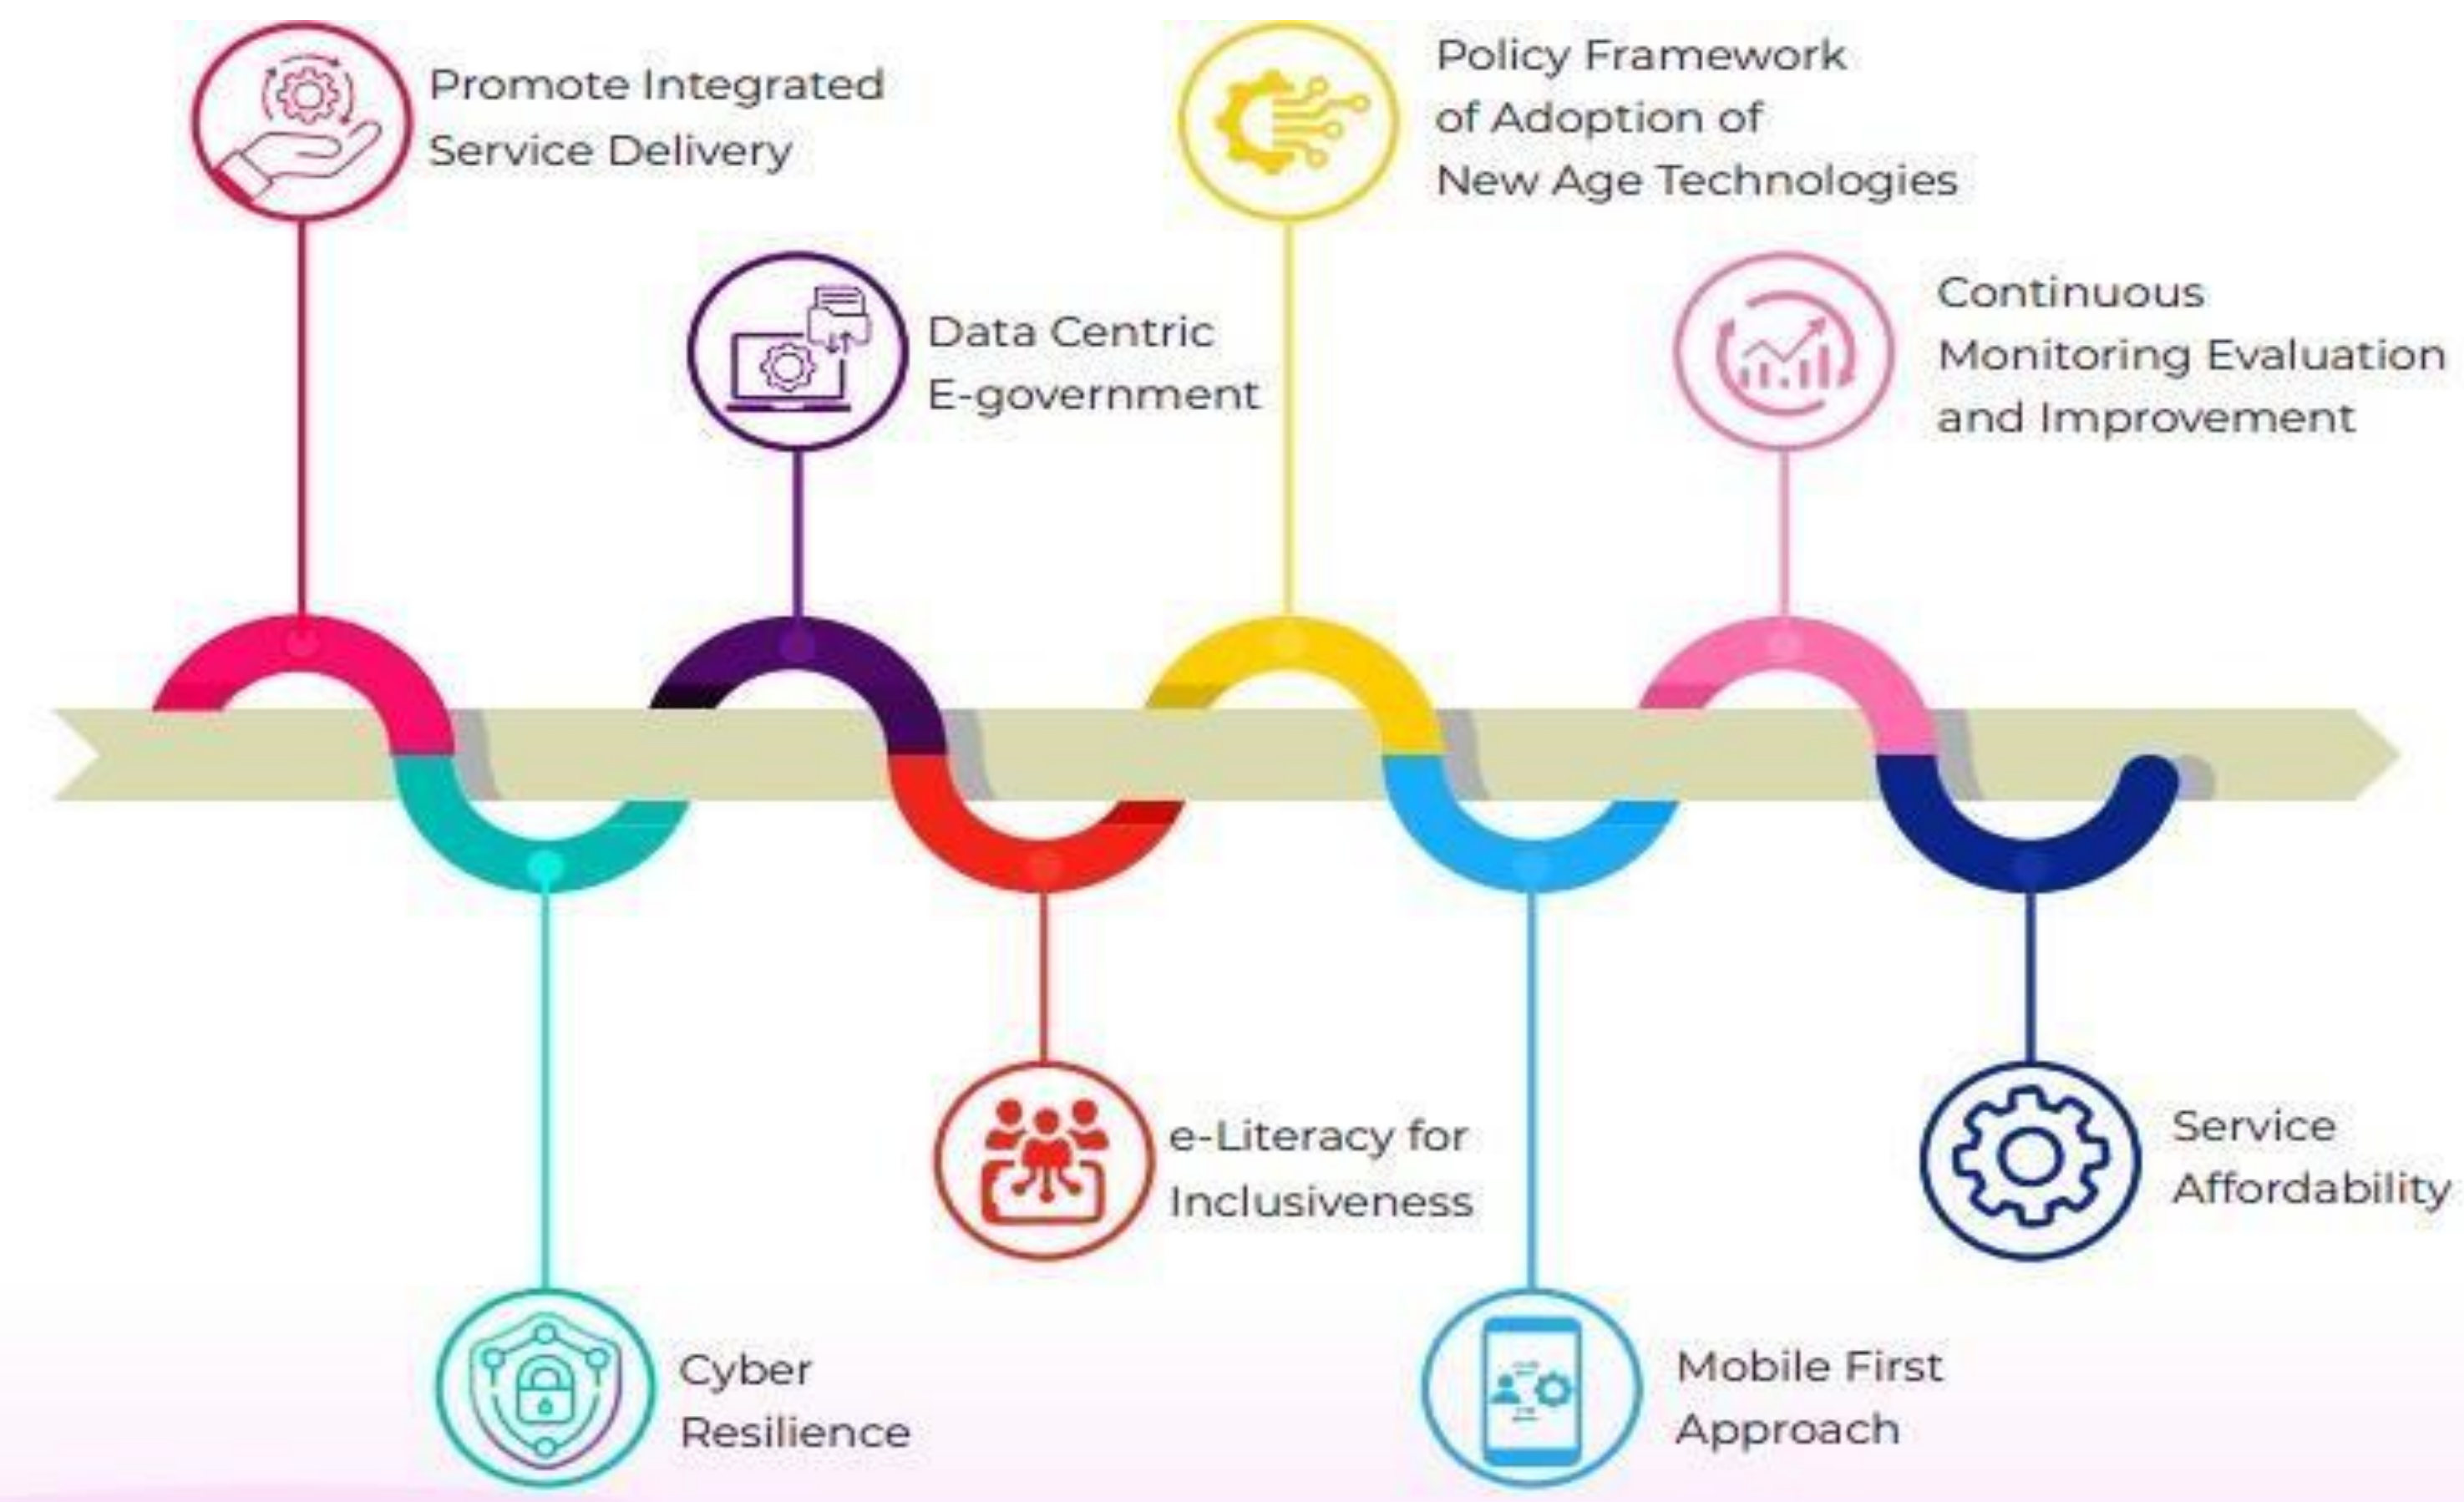 Promote Integrated
Service Delivery
Policy Framework
of Adoption of
New Age Technologies
Data Centric
E-government
Continuous
Monitoring Evaluation
and Improvement
e-Literacy for
Inclusiveness
Service
Affordability
Cyber
Resilience
Mobile First
Approach